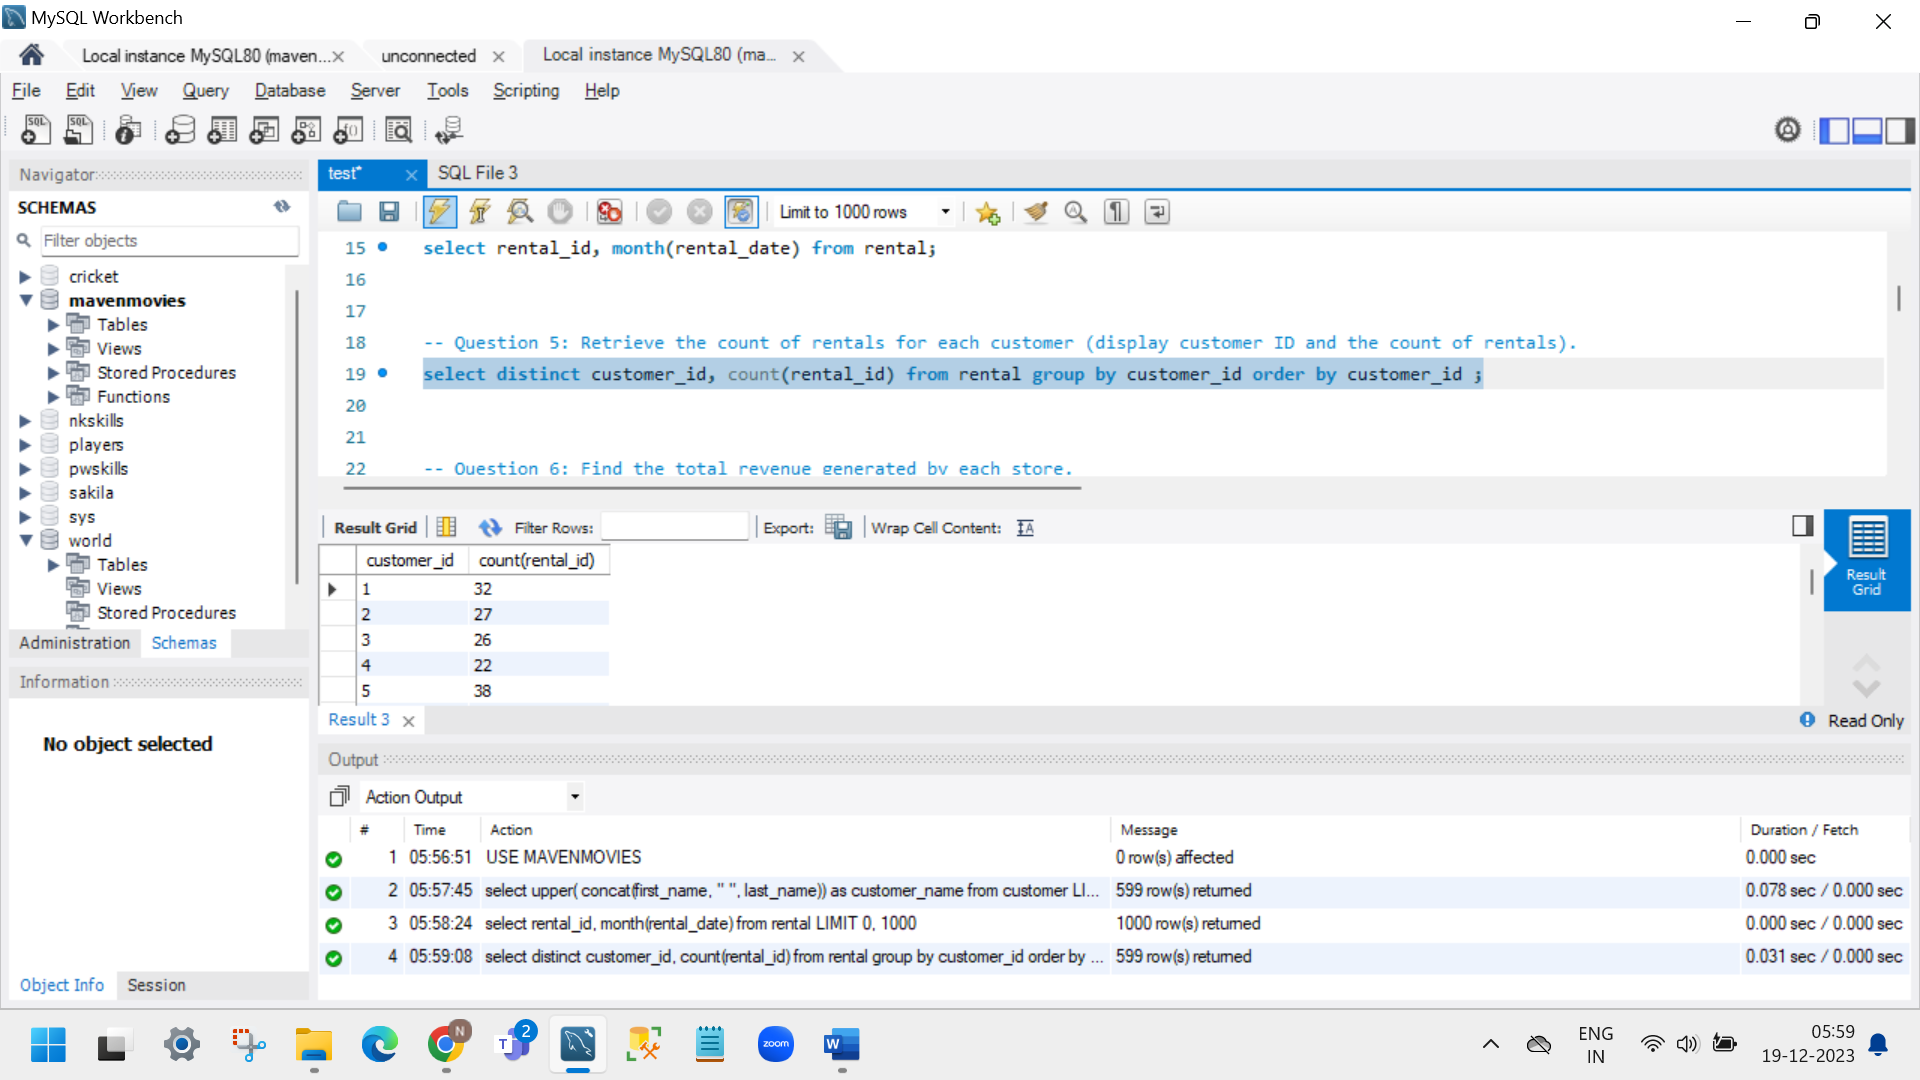 MySQL Workbench
Local instance MySQL80 (maven...
unconnected
Local instance MySQL80 (ma...
File Edit View Query Database Server Tools Scripting Help
SQL
SQL
Navigator
SCHEMAS
Filter objects
cricket
mavenmovies
Tables
Views
Stored Procedures
Functions
nkskills
players
pwskills
sakila
sys
world
Tables
Views
Stored Procedures
Administration Schemas
Information
No object selected
Object Info Session
test*
SQL File 3
Limit to 1000 rows
15 select rental_id, month(rental_date) from rental;
16
17
18 -- Question 5: Retrieve the count of rentals for each customer (display customer ID and the count of rentals).
19 select distinct customer_id, count(rental_id) from rental group by customer_id order by customer_id ;
20
21
22 -- Question 6: Find the total revenue generated by each store.
Result Grid Filter Rows: Export: Wrap Cell Content:
customer_id count(rental_id)
1 32
2 27
3 26
4 22
5 38
Result Grid
Result 3
Read Only
Output
Action Output
# Time Action Message Duration / Fetch
1 05:56:51 USE MAVENMOVIES 0 row(s) affected 0.000 sec
2 05:57:45 select upper( concat(first_name, " ", last_name)) as customer_name from customer LI... 599 row(s) returned 0.078 sec / 0.000 sec
3 05:58:24 select rental_id, month(rental_date) from rental LIMIT 0, 1000 1000 row(s) returned 0.000 sec / 0.000 sec
4 05:59:08 select distinct customer_id, count(rental_id) from rental group by customer_id order by ... 599 row(s) returned 0.031 sec / 0.000 sec
N
T
2
zoom
W
ENG
IN
05:59
19-12-2023